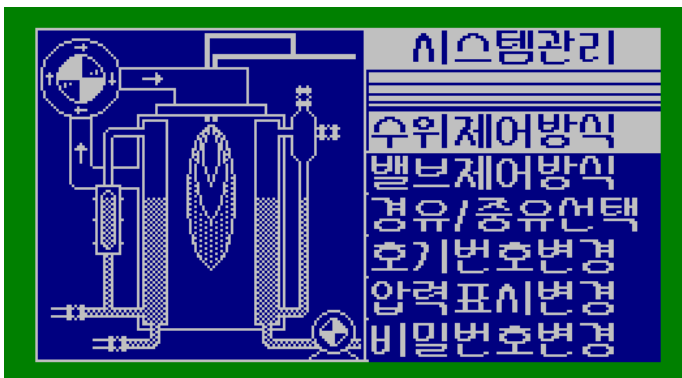 시스템관리
수위제어방식
밸브제어방식
경유/중유선택
호기번호변경
압력표시변경
비밀번호변경